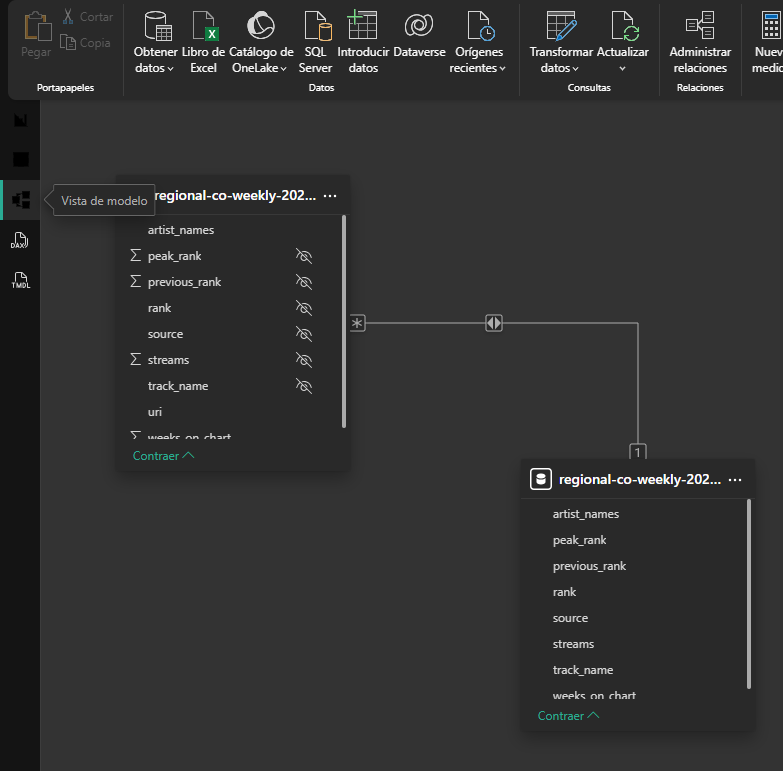 Pegar
Cortar
Copia
Portapapeles
Obtener datos
Libro de Excel
Catálogo de OneLake
SQL Server
Introducir datos
Dataverse
Orígenes recientes
Datos
Transformar datos
Actualizar
Consultas
Administrar relaciones
Relaciones
DAX
TMDL
Vista de modelo
regional-co-weekly-202...
artist_names
peak_rank
previous_rank
rank
source
streams
track_name
uri
weeks_on_chart
Contraer
1
regional-co-weekly-202...
artist_names
peak_rank
previous_rank
rank
source
streams
track_name
weeks_on_chart
Contraer